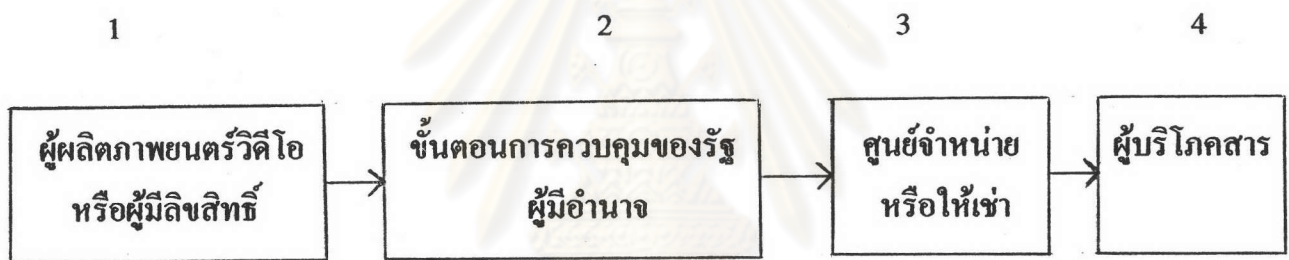 1 2 3 4
ผู้ผลิตภาพยนตร์วิดีโอ
หรือผู้มีลิขสิทธิ์
ขั้นตอนการควบคุมของรัฐ
ผู้มีอำนาจ
ศูนย์จำหน่าย
หรือให้เช่า
ผู้บริโภคสาร